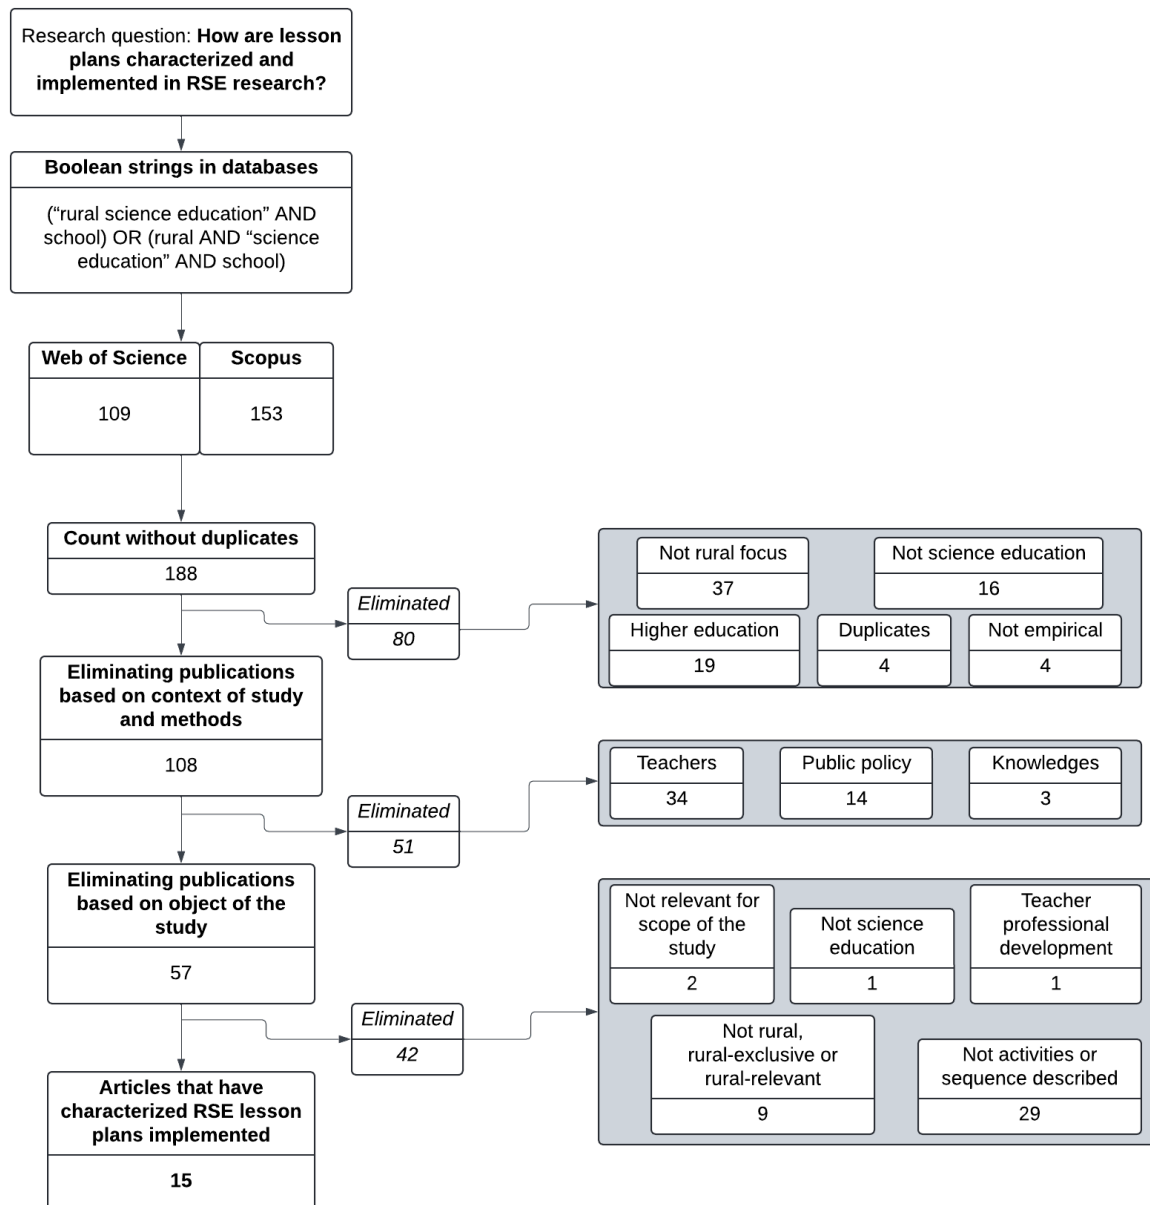 Research question: How are lesson
plans characterized and
implemented in RSE research?
Boolean strings in databases
(“rural science education” AND
school) OR (rural AND “science
education” AND school)
Web of Science
109
Scopus
153
Count without duplicates
188
Eliminated
80
Not rural focus
37
Not science education
16
Higher education
19
Duplicates
4
Not empirical
4
Eliminating publications
based on context of study
and methods
108
Eliminated
51
Teachers
34
Public policy
14
Knowledges
3
Eliminating publications
based on object of the
study
57
Eliminated
42
Not relevant for
scope of the
study
2
Not science
education
1
Teacher
professional
development
1
Not rural,
rural-exclusive or
rural-relevant
9
Not activities or
sequence described
29
Articles that have
characterized RSE lesson
plans implemented
15